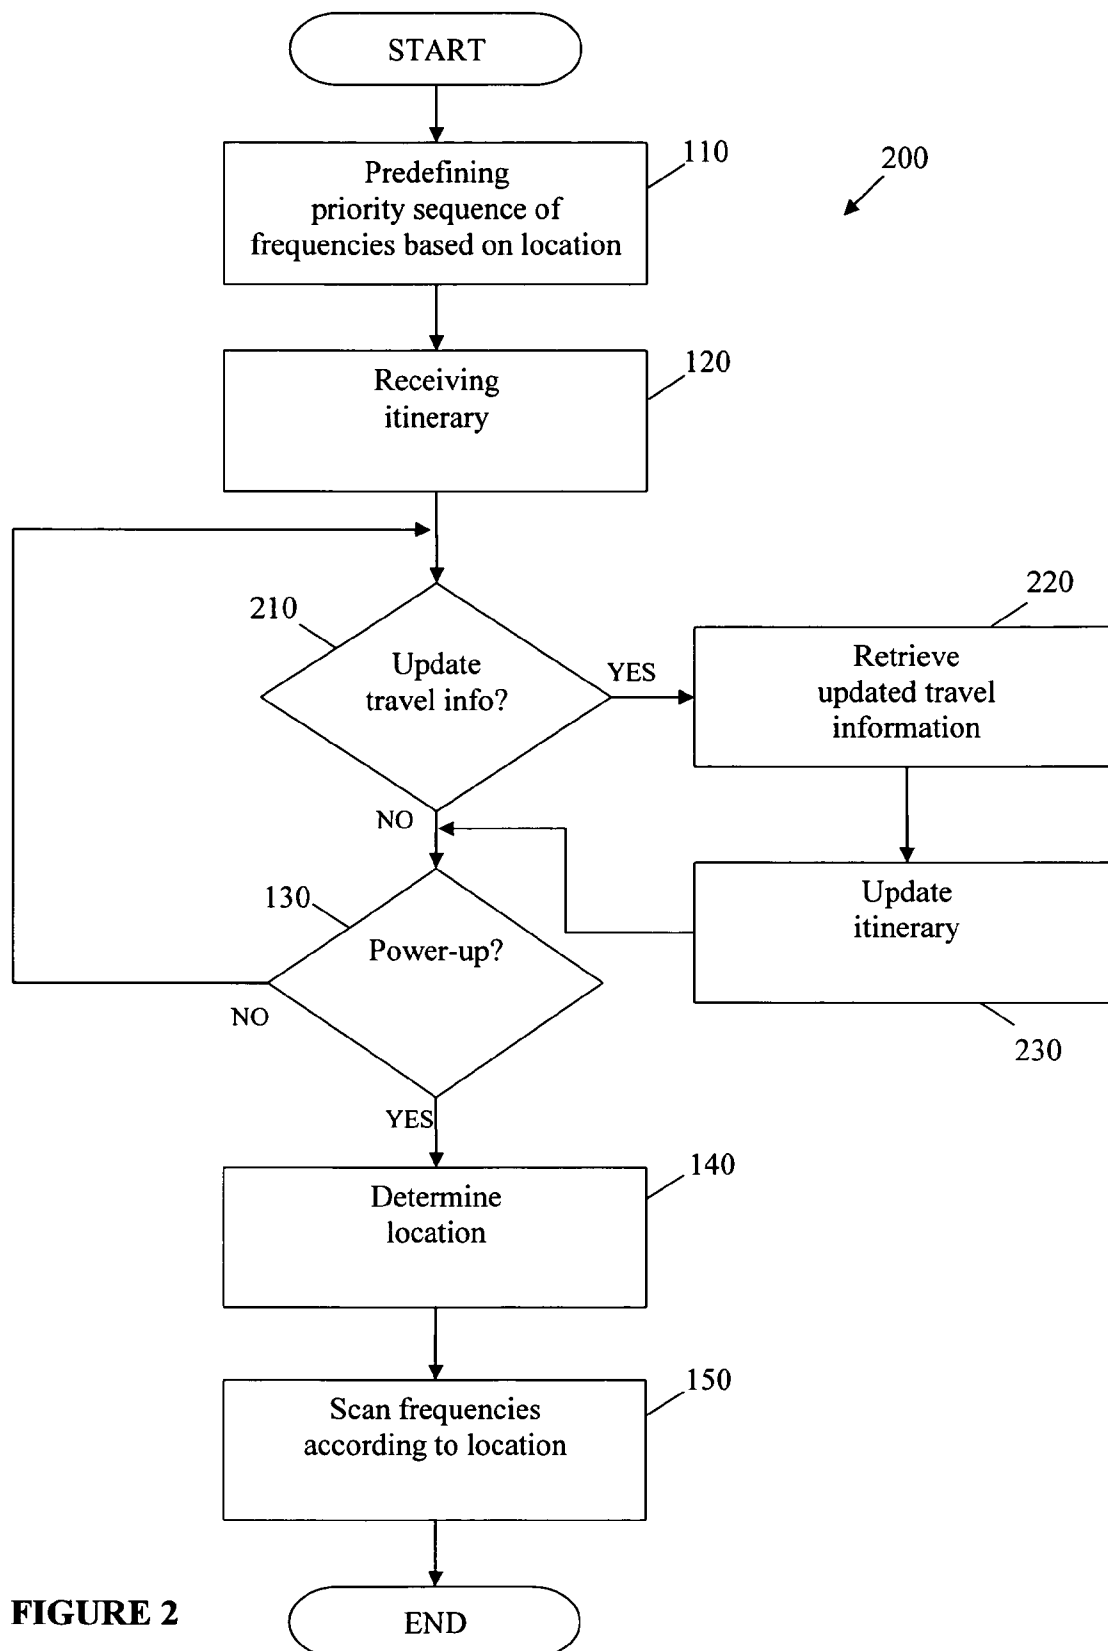 START
110
Predefining
priority sequence of
frequencies based on location
200
120
Receiving
itinerary
210
Update
travel info?
YES
220
Retrieve
updated travel
information
NO
130
Power-up?
Update
itinerary
NO
230
YES
140
Determine
location
150
Scan frequencies
according to location
FIGURE 2
END